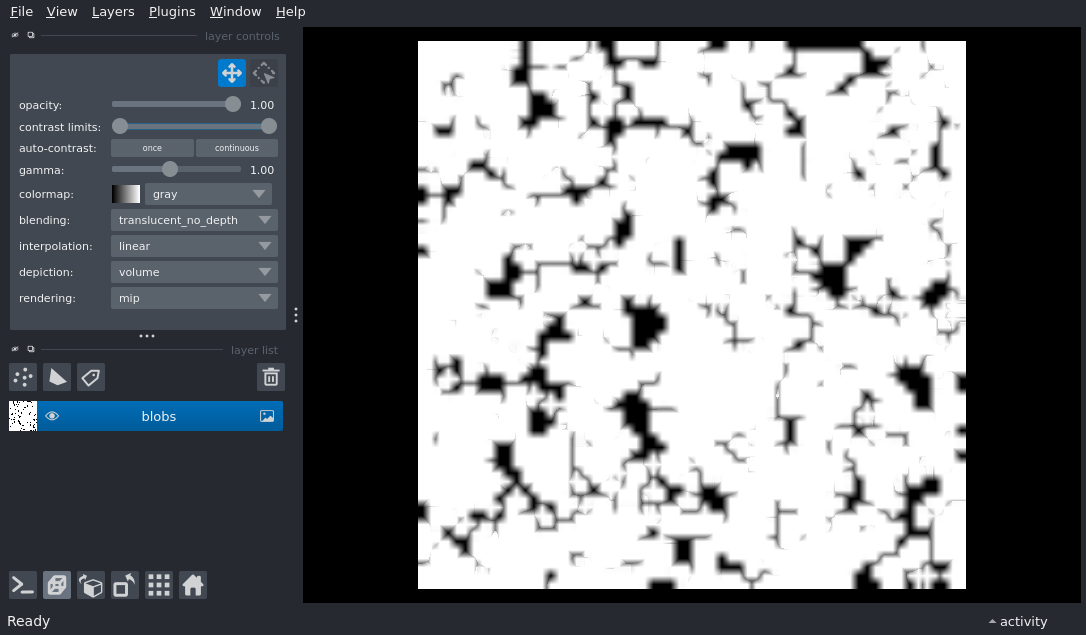 File View Layers Plugins Window Help
layer controls
opacity: 1.00
contrast limits:
auto-contrast: once continuous
gamma: 1.00
colormap: gray
blending: translucent_no_depth
interpolation: linear
depiction: volume
rendering: mip
layer list
blobs
Ready activity